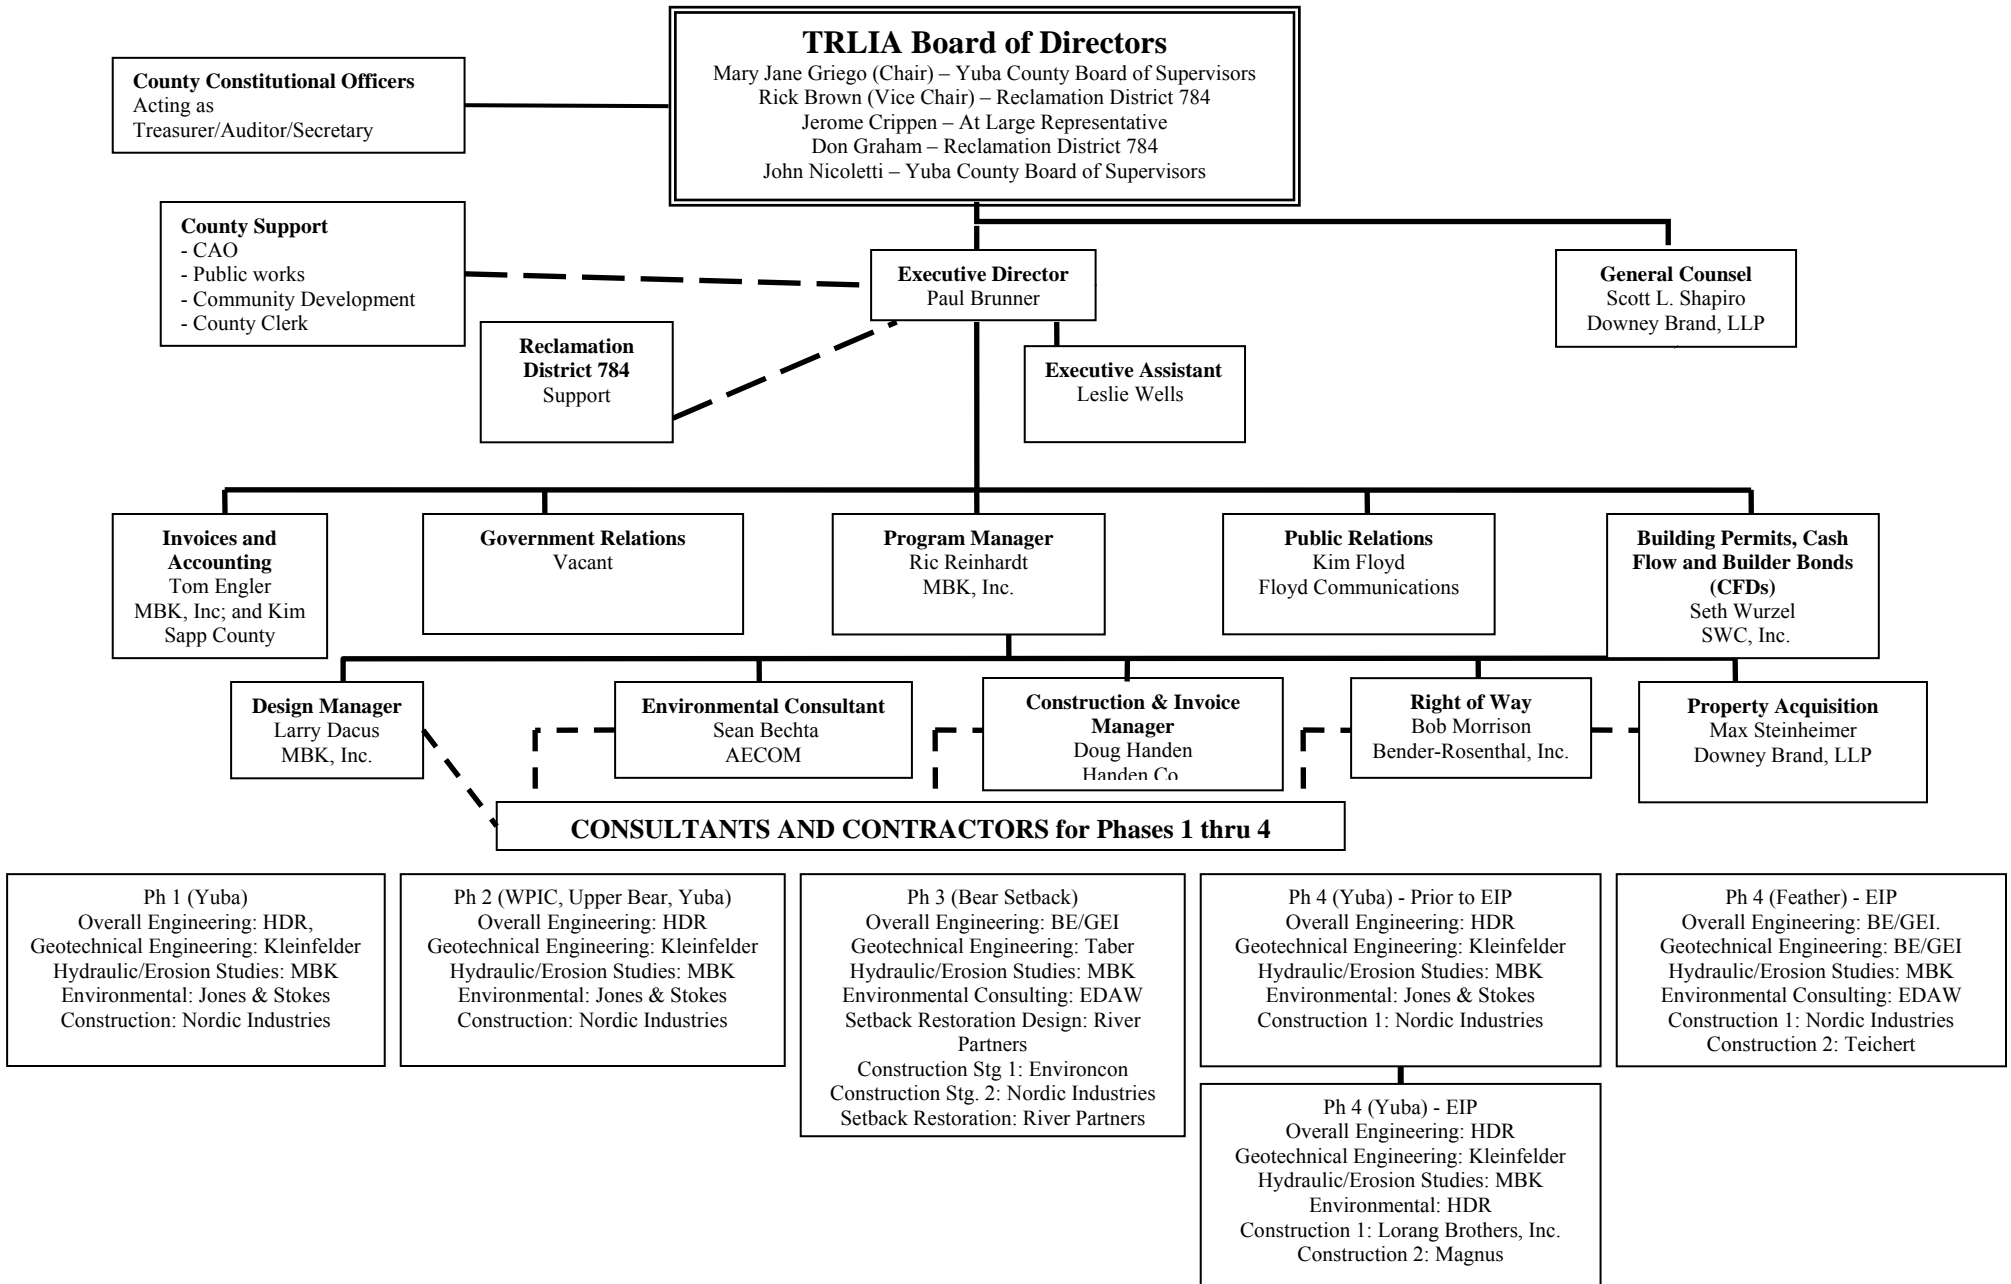 TRLIA Board of Directors
Mary Jane Griego (Chair) – Yuba County Board of Supervisors
Rick Brown (Vice Chair) – Reclamation District 784
Jerome Crippen – At Large Representative
Don Graham – Reclamation District 784
John Nicoletti – Yuba County Board of Supervisors
County Constitutional Officers
Acting as
Treasurer/Auditor/Secretary
County Support
- CAO
- Public works
- Community Development
- County Clerk
Executive Director
Paul Brunner
General Counsel
Scott L. Shapiro
Downey Brand, LLP
Reclamation
District 784
Support
Executive Assistant
Leslie Wells
Invoices and
Accounting
Tom Engler
MBK, Inc; and Kim
Sapp County
Government Relations
Vacant
Program Manager
Ric Reinhardt
MBK, Inc.
Public Relations
Kim Floyd
Floyd Communications
Building Permits, Cash
Flow and Builder Bonds
(CFDs)
Seth Wurzel
SWC, Inc.
Design Manager
Larry Dacus
MBK, Inc.
Environmental Consultant
Sean Bechta
AECOM
Construction & Invoice
Manager
Doug Handen
Handen Co
Right of Way
Bob Morrison
Bender-Rosenthal, Inc.
Property Acquisition
Max Steinheimer
Downey Brand, LLP
CONSULTANTS AND CONTRACTORS for Phases 1 thru 4
Ph 1 (Yuba)
Overall Engineering: HDR,
Geotechnical Engineering: Kleinfelder
Hydraulic/Erosion Studies: MBK
Environmental: Jones & Stokes
Construction: Nordic Industries
Ph 2 (WPIC, Upper Bear, Yuba)
Overall Engineering: HDR
Geotechnical Engineering: Kleinfelder
Hydraulic/Erosion Studies: MBK
Environmental: Jones & Stokes
Construction: Nordic Industries
Ph 3 (Bear Setback)
Overall Engineering: BE/GEI
Geotechnical Engineering: Taber
Hydraulic/Erosion Studies: MBK
Environmental Consulting: EDAW
Setback Restoration Design: River
Partners
Construction Stg 1: Environcon
Construction Stg. 2: Nordic Industries
Setback Restoration: River Partners
Ph 4 (Yuba) - Prior to EIP
Overall Engineering: HDR
Geotechnical Engineering: Kleinfelder
Hydraulic/Erosion Studies: MBK
Environmental: Jones & Stokes
Construction 1: Nordic Industries
Ph 4 (Feather) - EIP
Overall Engineering: BE/GEI.
Geotechnical Engineering: BE/GEI
Hydraulic/Erosion Studies: MBK
Environmental Consulting: EDAW
Construction 1: Nordic Industries
Construction 2: Teichert
Ph 4 (Yuba) - EIP
Overall Engineering: HDR
Geotechnical Engineering: Kleinfelder
Hydraulic/Erosion Studies: MBK
Environmental: HDR
Construction 1: Lorang Brothers, Inc.
Construction 2: Magnus